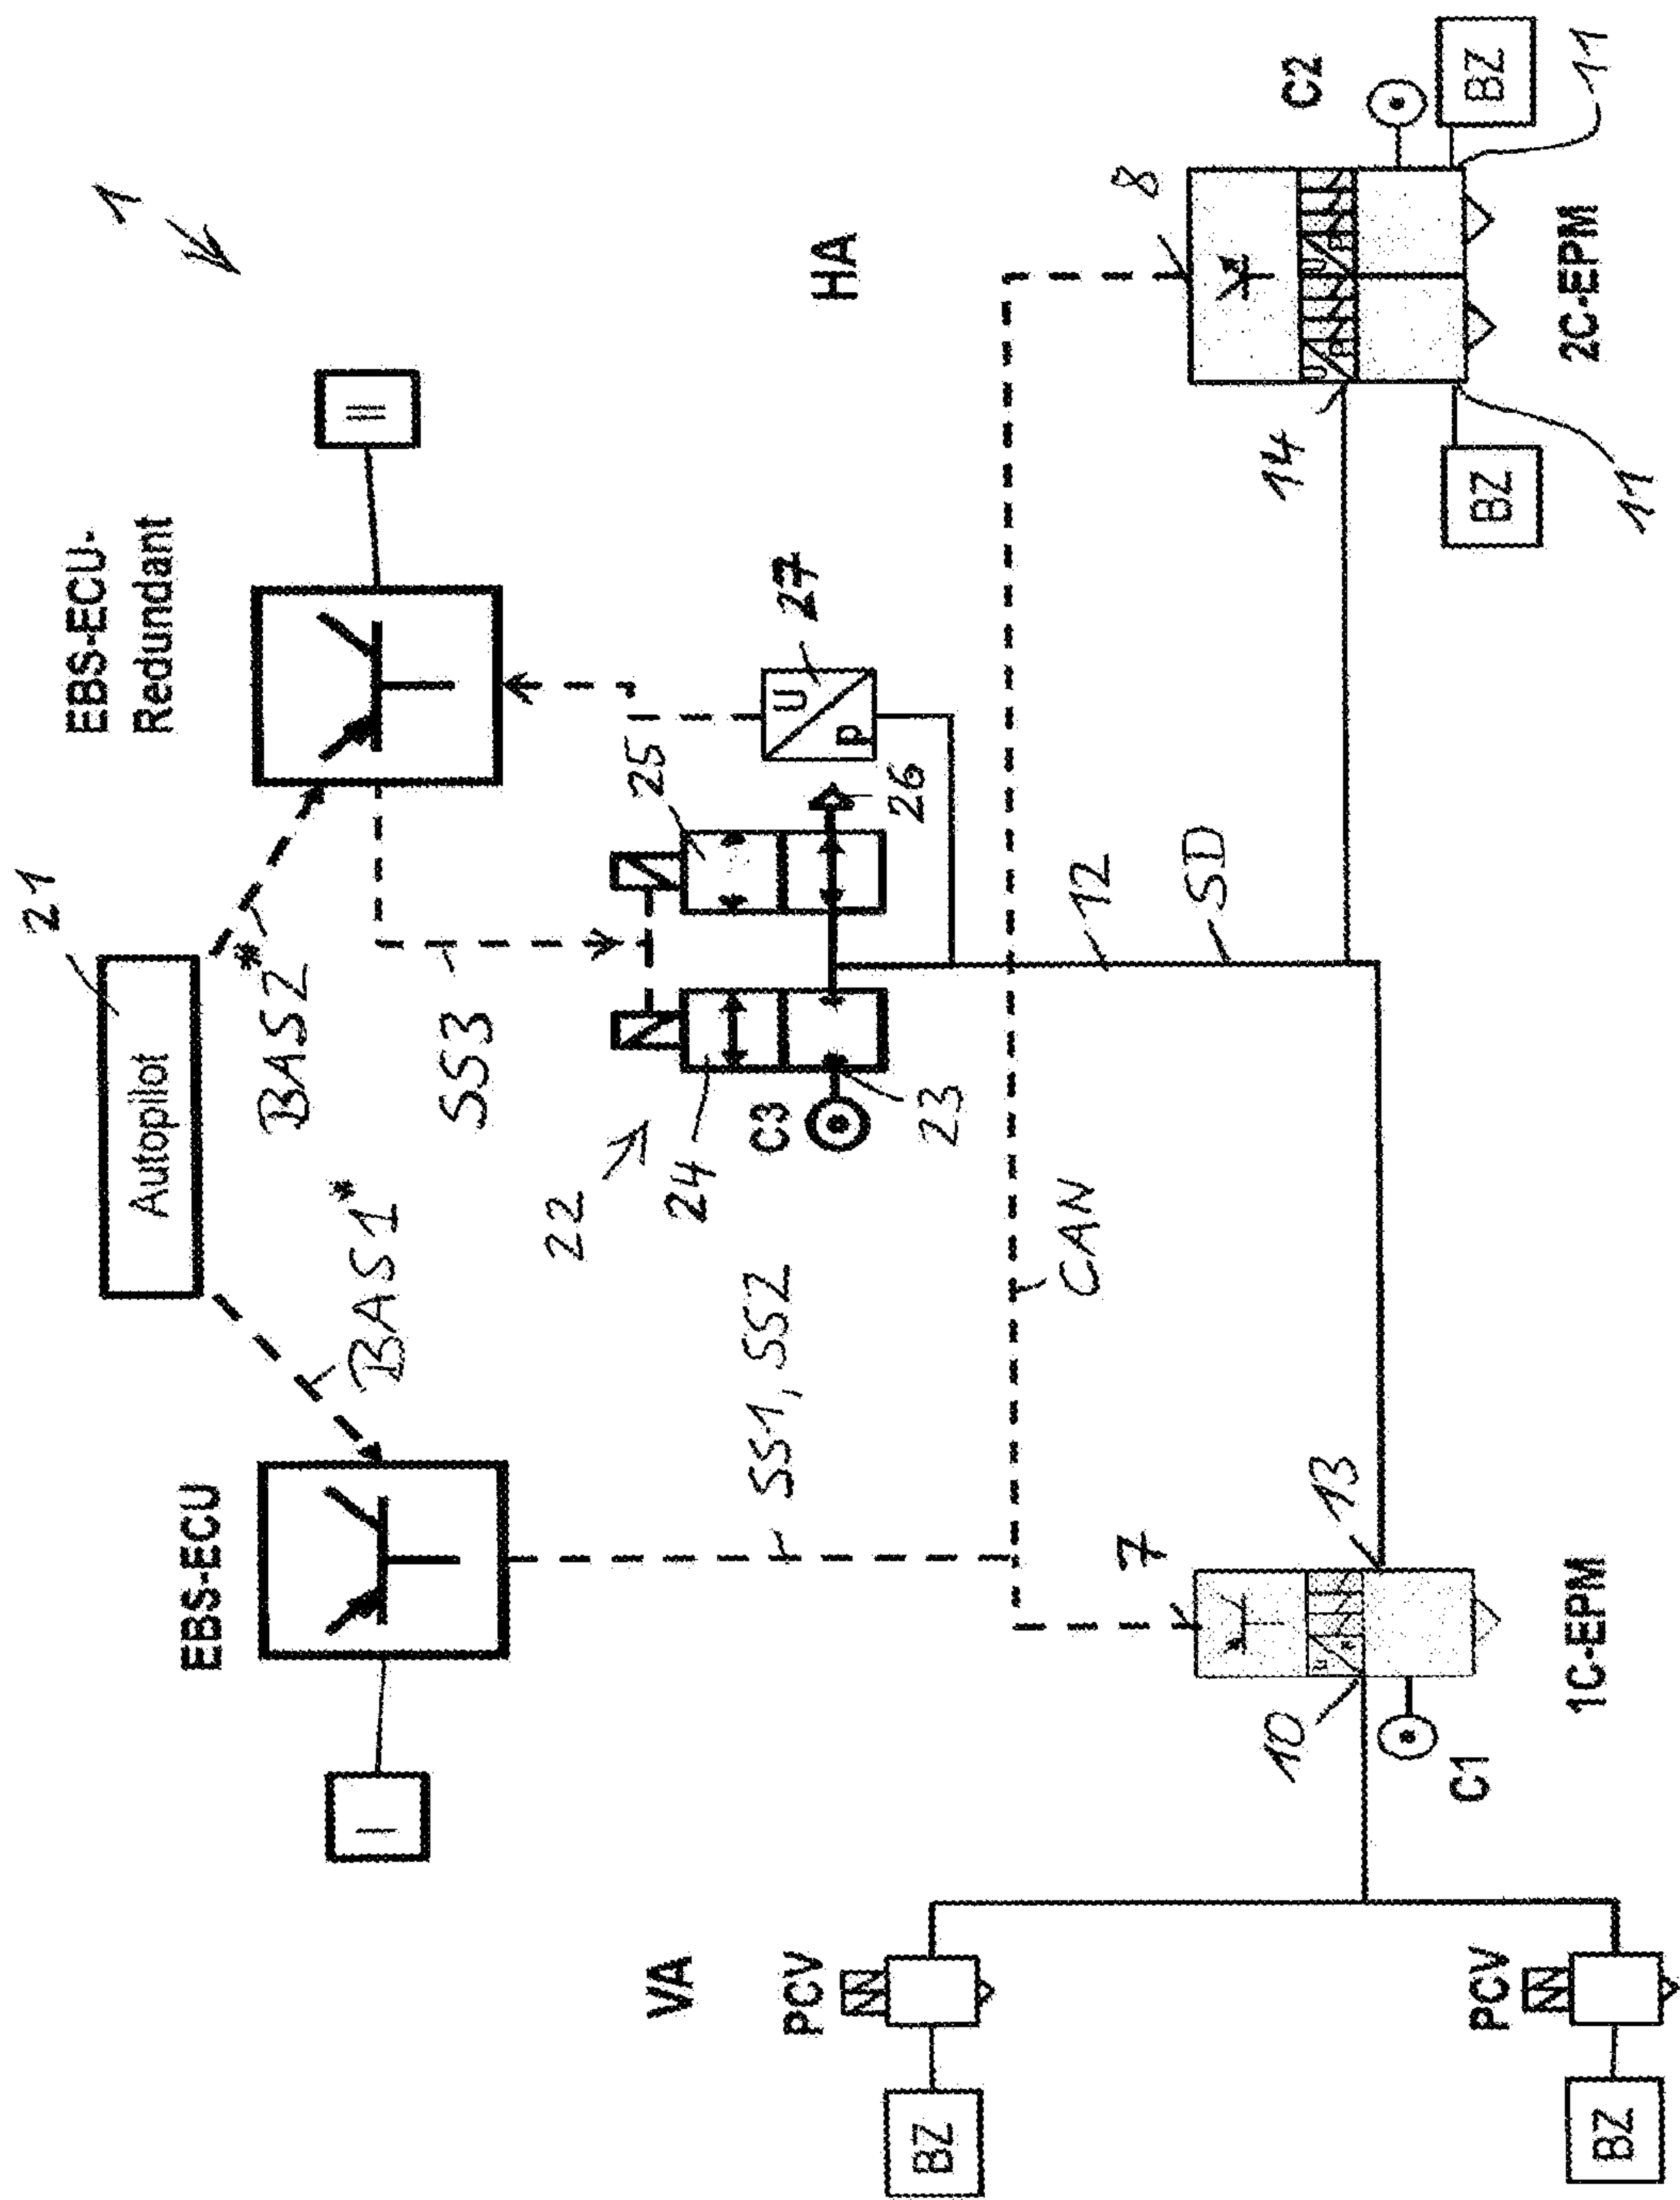 1
21
Autopilot
EBS-ECU
EBS-ECU-
Redundant
I
II
BAS1*
BAS2*
SS3
22
24
25
C3
23
26
U
p
27
SS1, SS2
VA
HA
PCV
BZ
CAN
12
SD
7
8
10
13
14
C1
C2
U
U
p
U
p
BZ
BZ
11
11
PCV
BZ
1C-EPM
2C-EPM